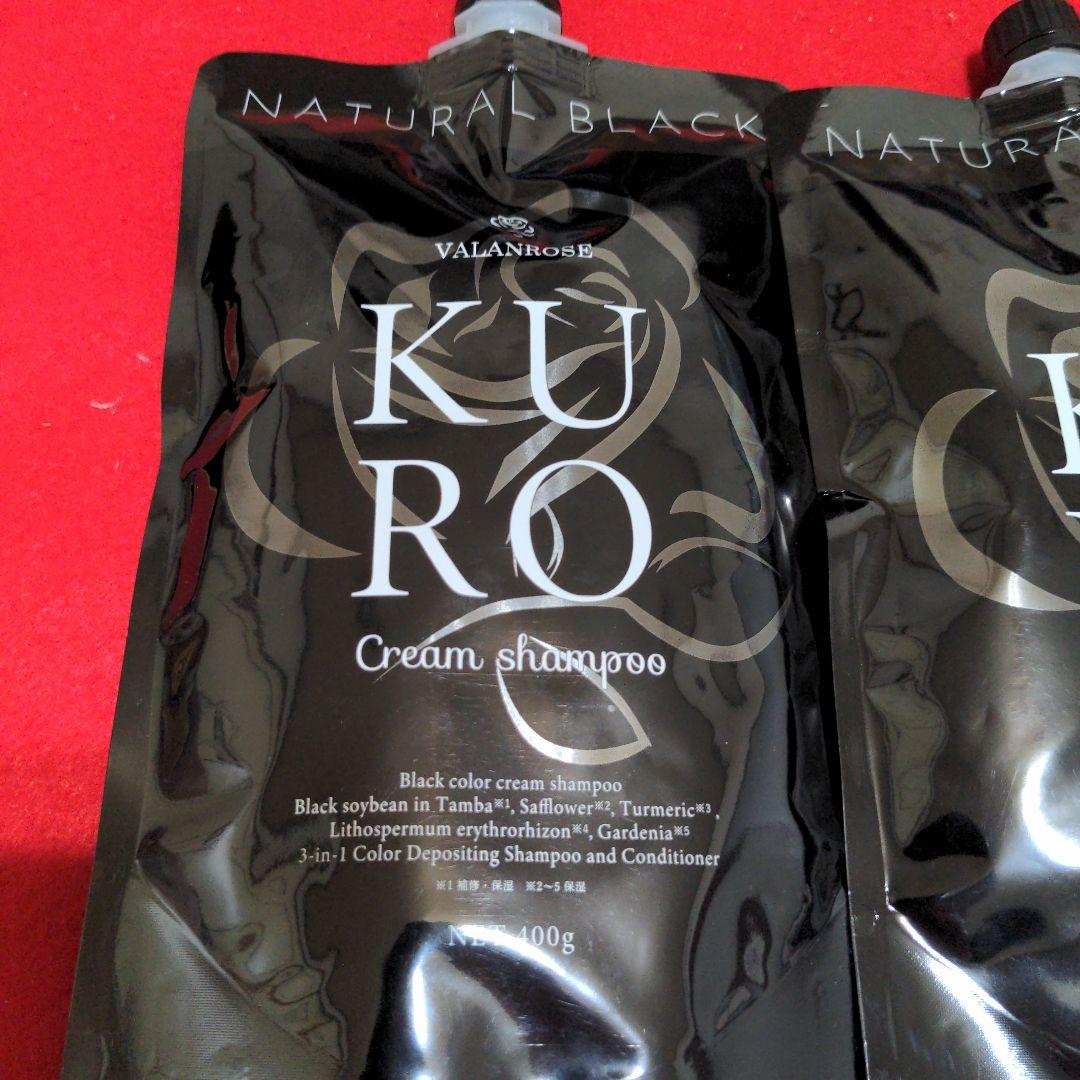 NATURAL BLACK
VALANROSE
KU
RO
Cream shampoo
Black color cream shampoo
Black soybean in Tamba※1, Safflower※2, Turmeric※3,
Lithospermum erythrorhizon※4, Gardenia※5
3-in-1 Color Depositing Shampoo and Conditioner
※1 補修・保湿 ※2~5 保湿
NET 400g
NATURA
K